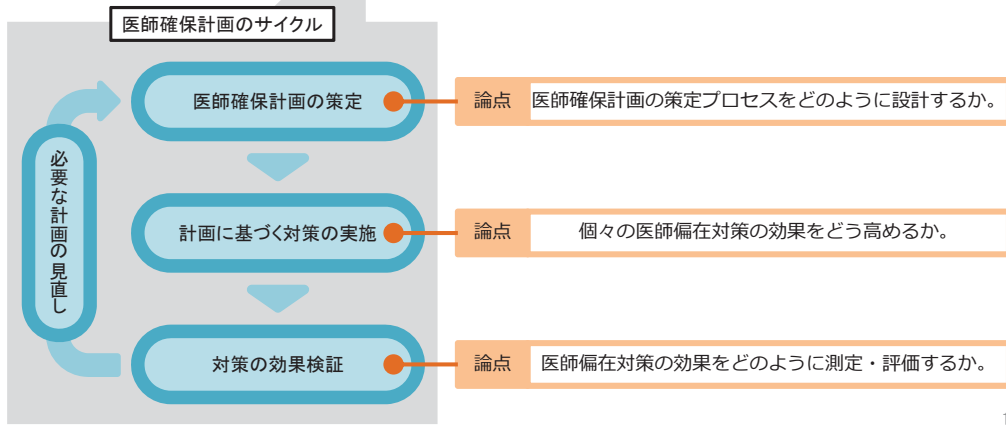 医師確保計画のサイクル
医師確保計画の策定
論点 医師確保計画の策定プロセスをどのように設計するか。
必要な計画の見直し
計画に基づく対策の実施
論点 個々の医師偏在対策の効果をどう高めるか。
対策の効果検証
論点 医師偏在対策の効果をどのように測定・評価するか。